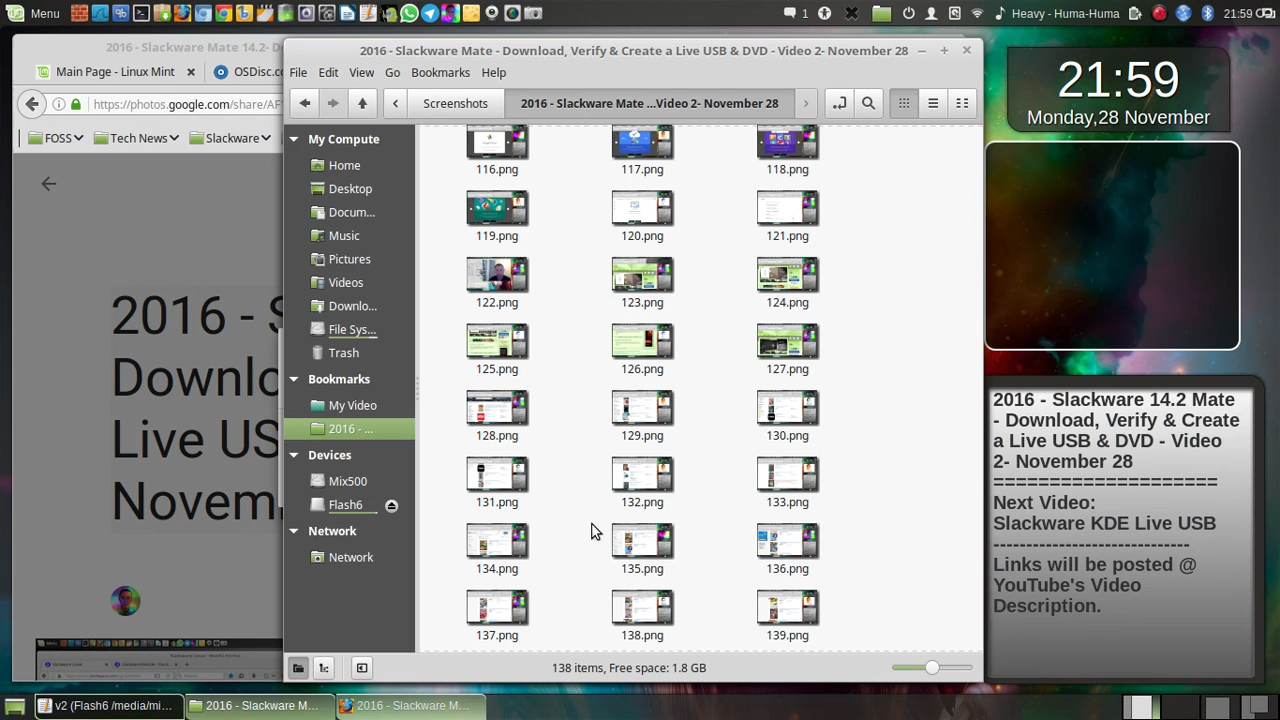 Menu
1
Heavy - Huma-Huma
21:59
2016 - Slackware Mate 14.2- D
Main Page - Linux Mint
OSDisc.
https://photos.google.com/share/AF
FOSS
Tech News
Slackware
2016 - S
Downlo
Live US
Novem
2016 - Slackware Mate - Download, Verify & Create a Live USB & DVD - Video 2- November 28
File Edit View Go Bookmarks Help
Screenshots
2016 - Slackware Mate ...Video 2- November 28
My Compute
Home
Desktop
Docum...
Music
Pictures
Videos
Downlo...
File Sys...
Trash
Bookmarks
My Video
2016 - ...
Devices
Mix500
Flash6
Network
Network
116.png 117.png 118.png
119.png 120.png 121.png
122.png 123.png 124.png
125.png 126.png 127.png
128.png 129.png 130.png
131.png 132.png 133.png
134.png 135.png 136.png
137.png 138.png 139.png
138 items, Free space: 1.8 GB
21:59
Monday,28 November
2016 - Slackware 14.2 Mate
- Download, Verify & Create
a Live USB & DVD - Video
2- November 28
=====================
Next Video:
Slackware KDE Live USB
---------------------------
Links will be posted @
YouTube's Video
Description.
v2 (Flash6 /media/mi...
2016 - Slackware M...
2016 - Slackware M...